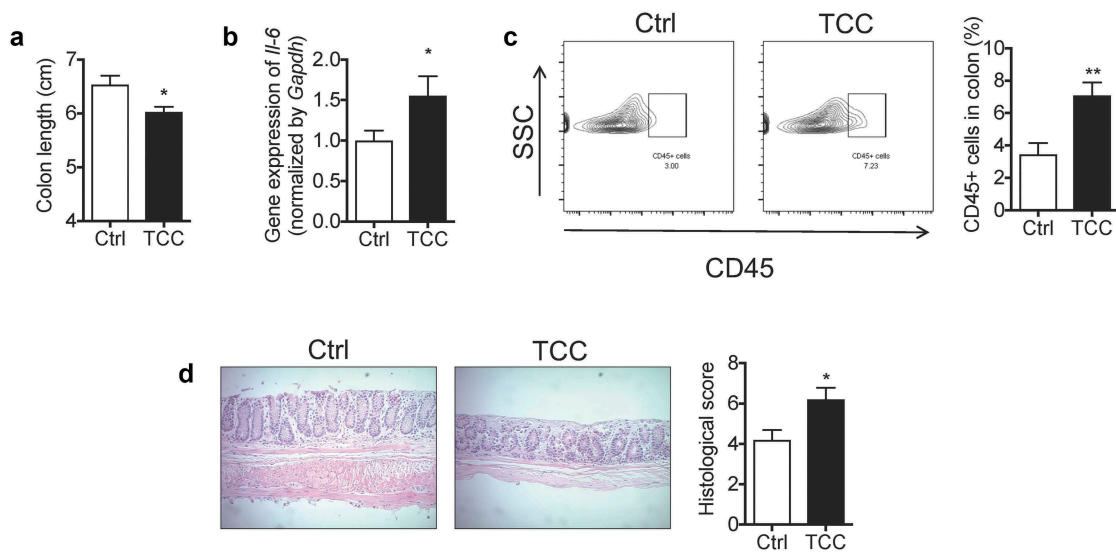 a
Colon length (cm)
7
6
5
4
Ctrl
TCC
*
b
Gene expression of Il-6
(normalized by Gapdh)
2.0
1.5
1.0
0.5
0.0
Ctrl
TCC
*
c
Ctrl
TCC
SSC
CD45+ cells
3.00
CD45+ cells
7.23
CD45
CD45+ cells in colon (%)
10
8
6
4
2
0
Ctrl
TCC
**
d
Ctrl
TCC
Histological score
8
6
4
2
0
Ctrl
TCC
*